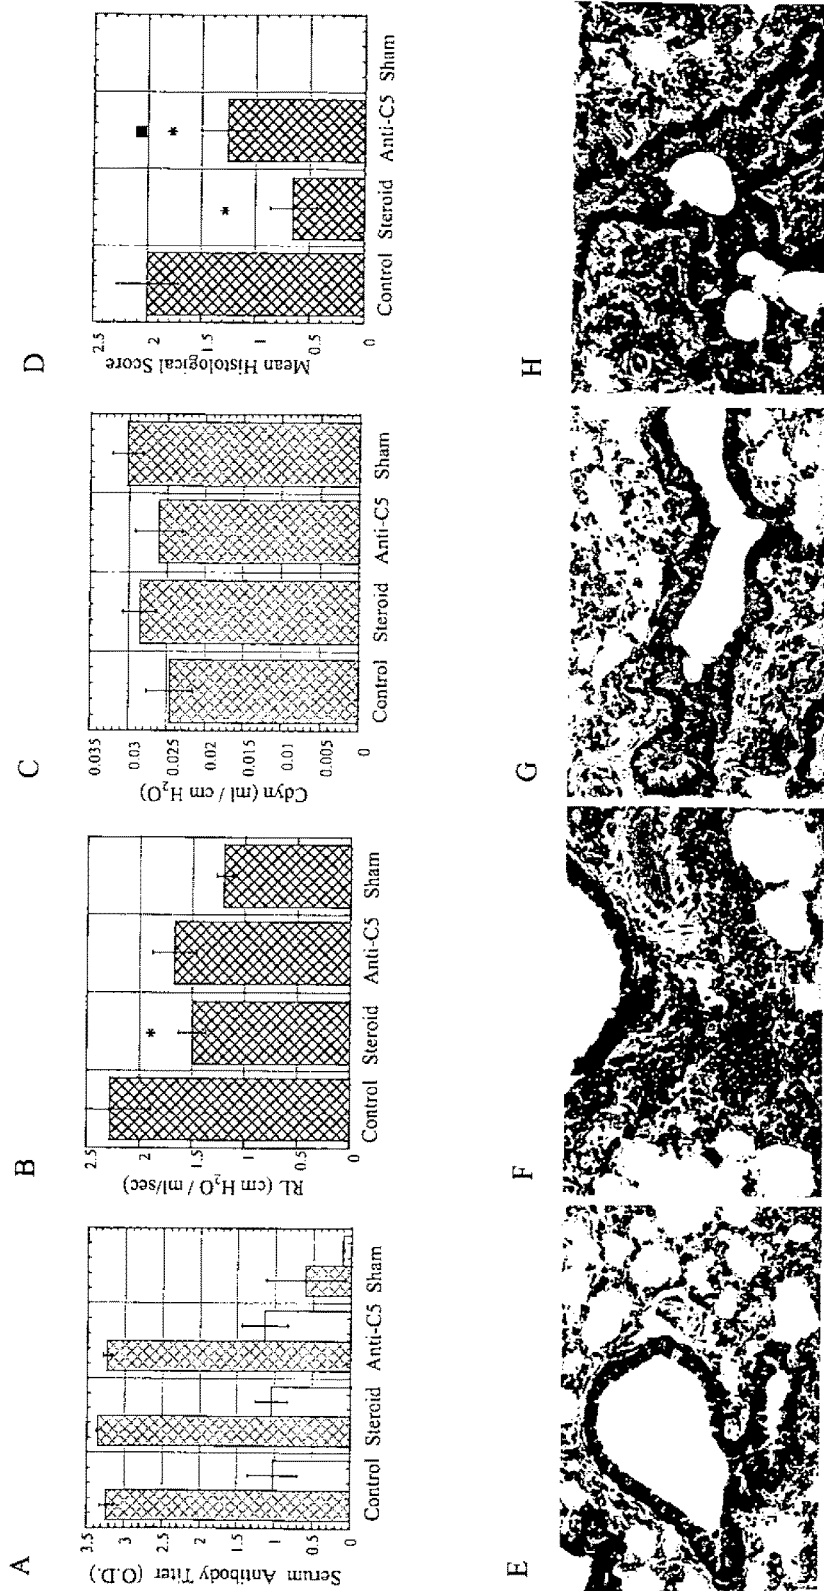 A
Serum Antibody Titer (O.D.)
3.5
3
2.5
2
1.5
1
0.5
0
Control Steroid Anti-C5 Sham
B
RL (cm H₂O / ml/sec)
2.5
2
1.5
1
0.5
0
*
Control Steroid Anti-C5 Sham
C
Cdyn (ml / cm H₂O)
0.035
0.03
0.025
0.02
0.015
0.01
0.005
0
Control Steroid Anti-C5 Sham
D
Mean Histological Score
2.5
2
1.5
1
0.5
0
* ■ *
Control Steroid Anti-C5 Sham
E
F
G
H